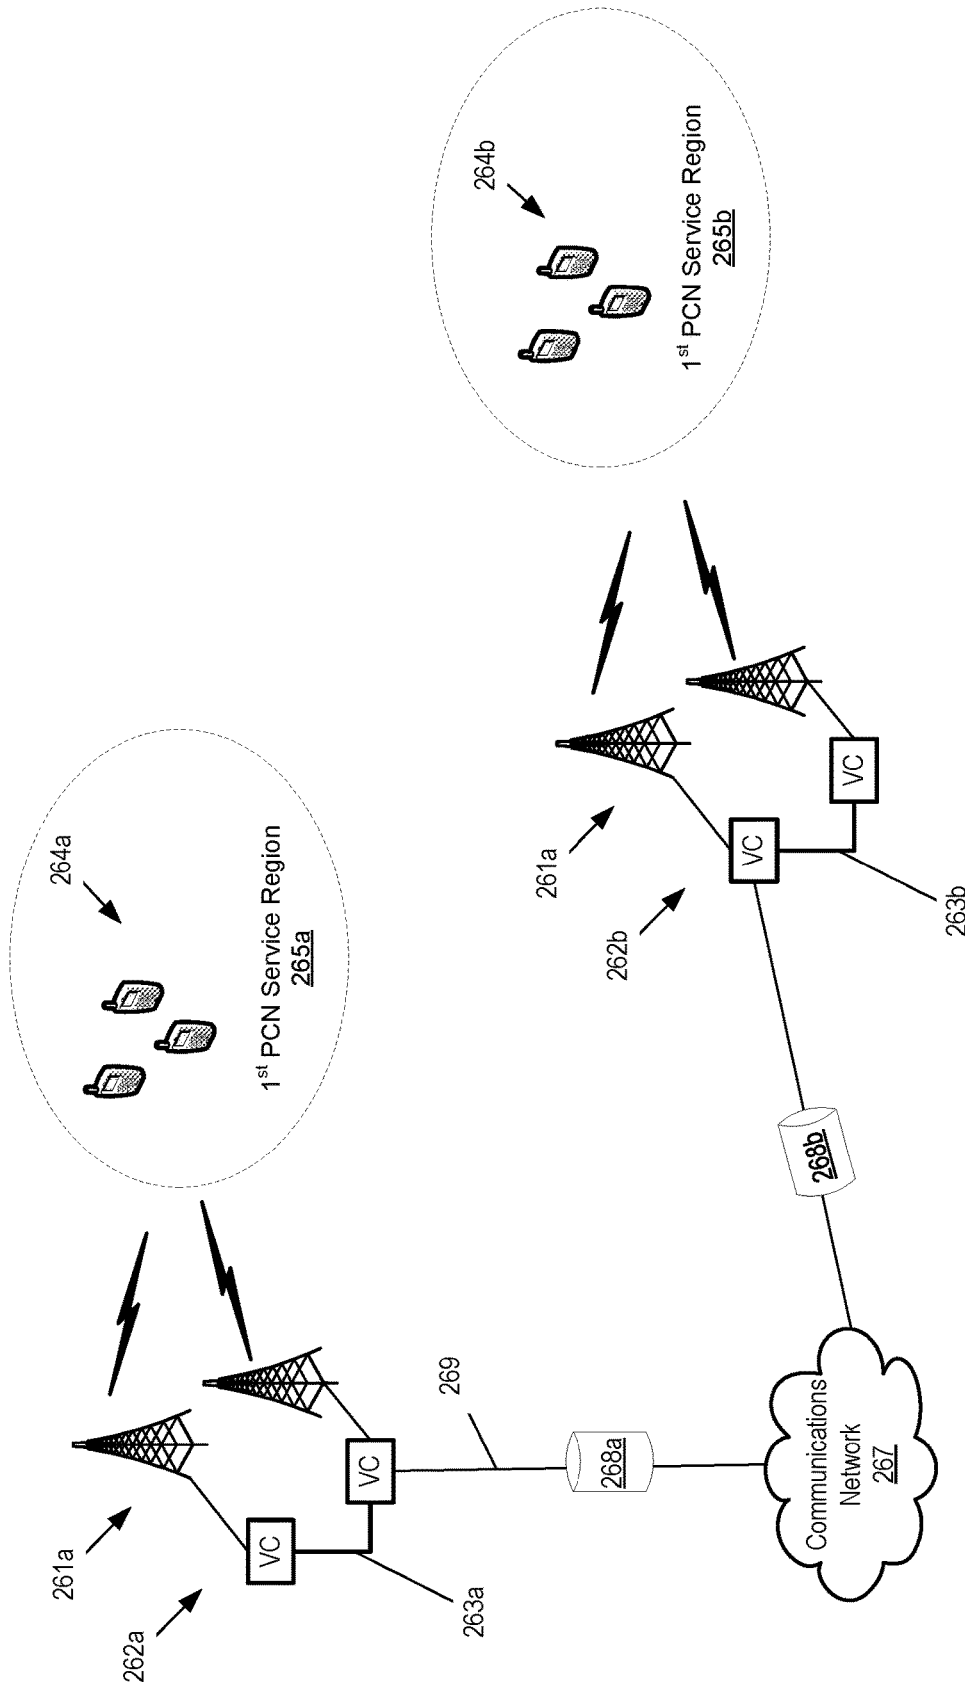 264a
1st PCN Service Region
265a
261a
262a
VC
VC
263a
269
268a
Communications
Network
267
268b
264b
1st PCN Service Region
265b
261a
262b
VC
VC
263b